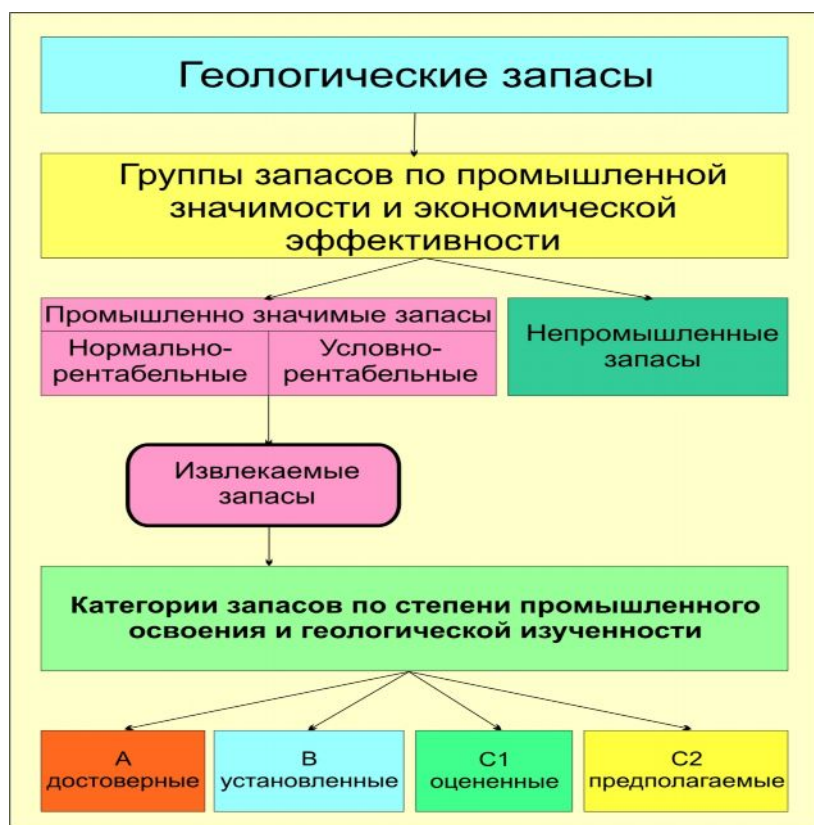 Геологические запасы
Группы запасов по промышленной
значимости и экономической
эффективности
Промышленно значимые запасы
Нормально-
рентабельные
Условно-
рентабельные
Непромышленные
запасы
Извлекаемые
запасы
Категории запасов по степени промышленного
освоения и геологической изученности
А
достоверные
В
установленные
С1
оцененные
С2
предполагаемые